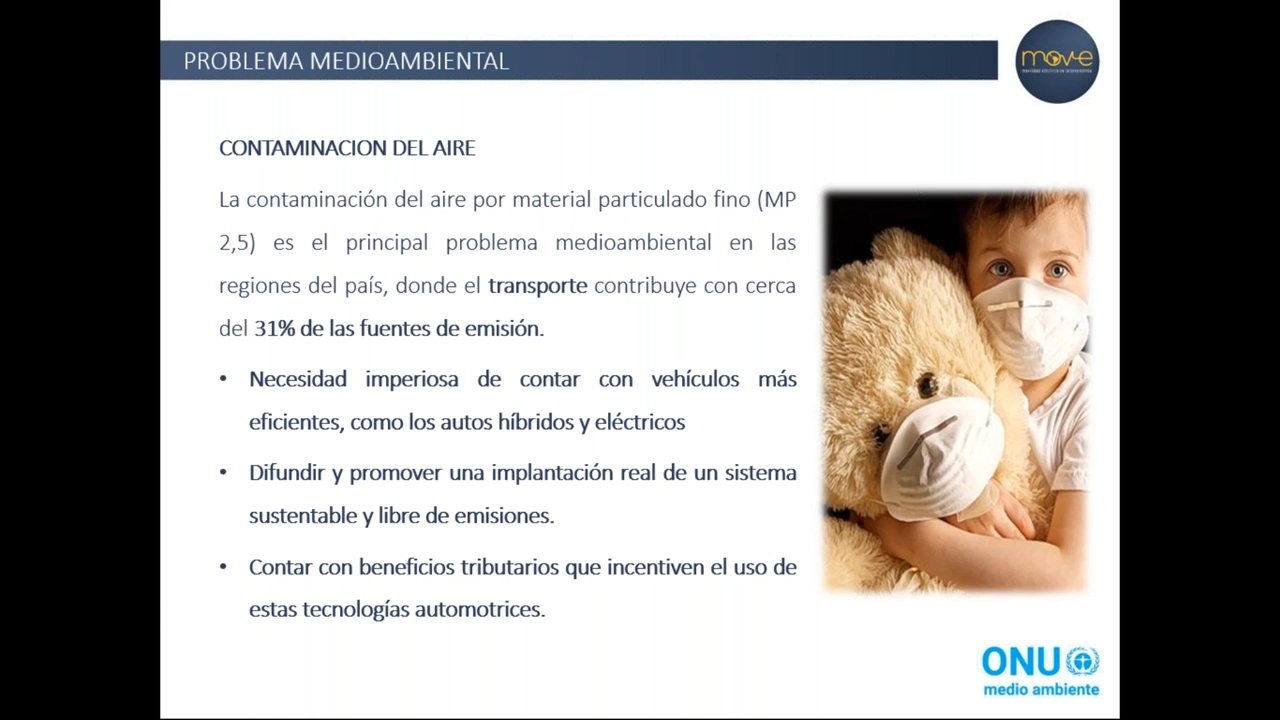 PROBLEMA MEDIOAMBIENTAL
move
CONTAMINACION DEL AIRE
La contaminación del aire por material particulado fino (MP
2,5) es el principal problema medioambiental en las
regiones del país, donde el transporte contribuye con cerca
del 31% de las fuentes de emisión.
• Necesidad imperiosa de contar con vehículos más
eficientes, como los autos híbridos y eléctricos
• Difundir y promover una implantación real de un sistema
sustentable y libre de emisiones.
• Contar con beneficios tributarios que incentiven el uso de
estas tecnologías automotrices.
ONU
medio ambiente